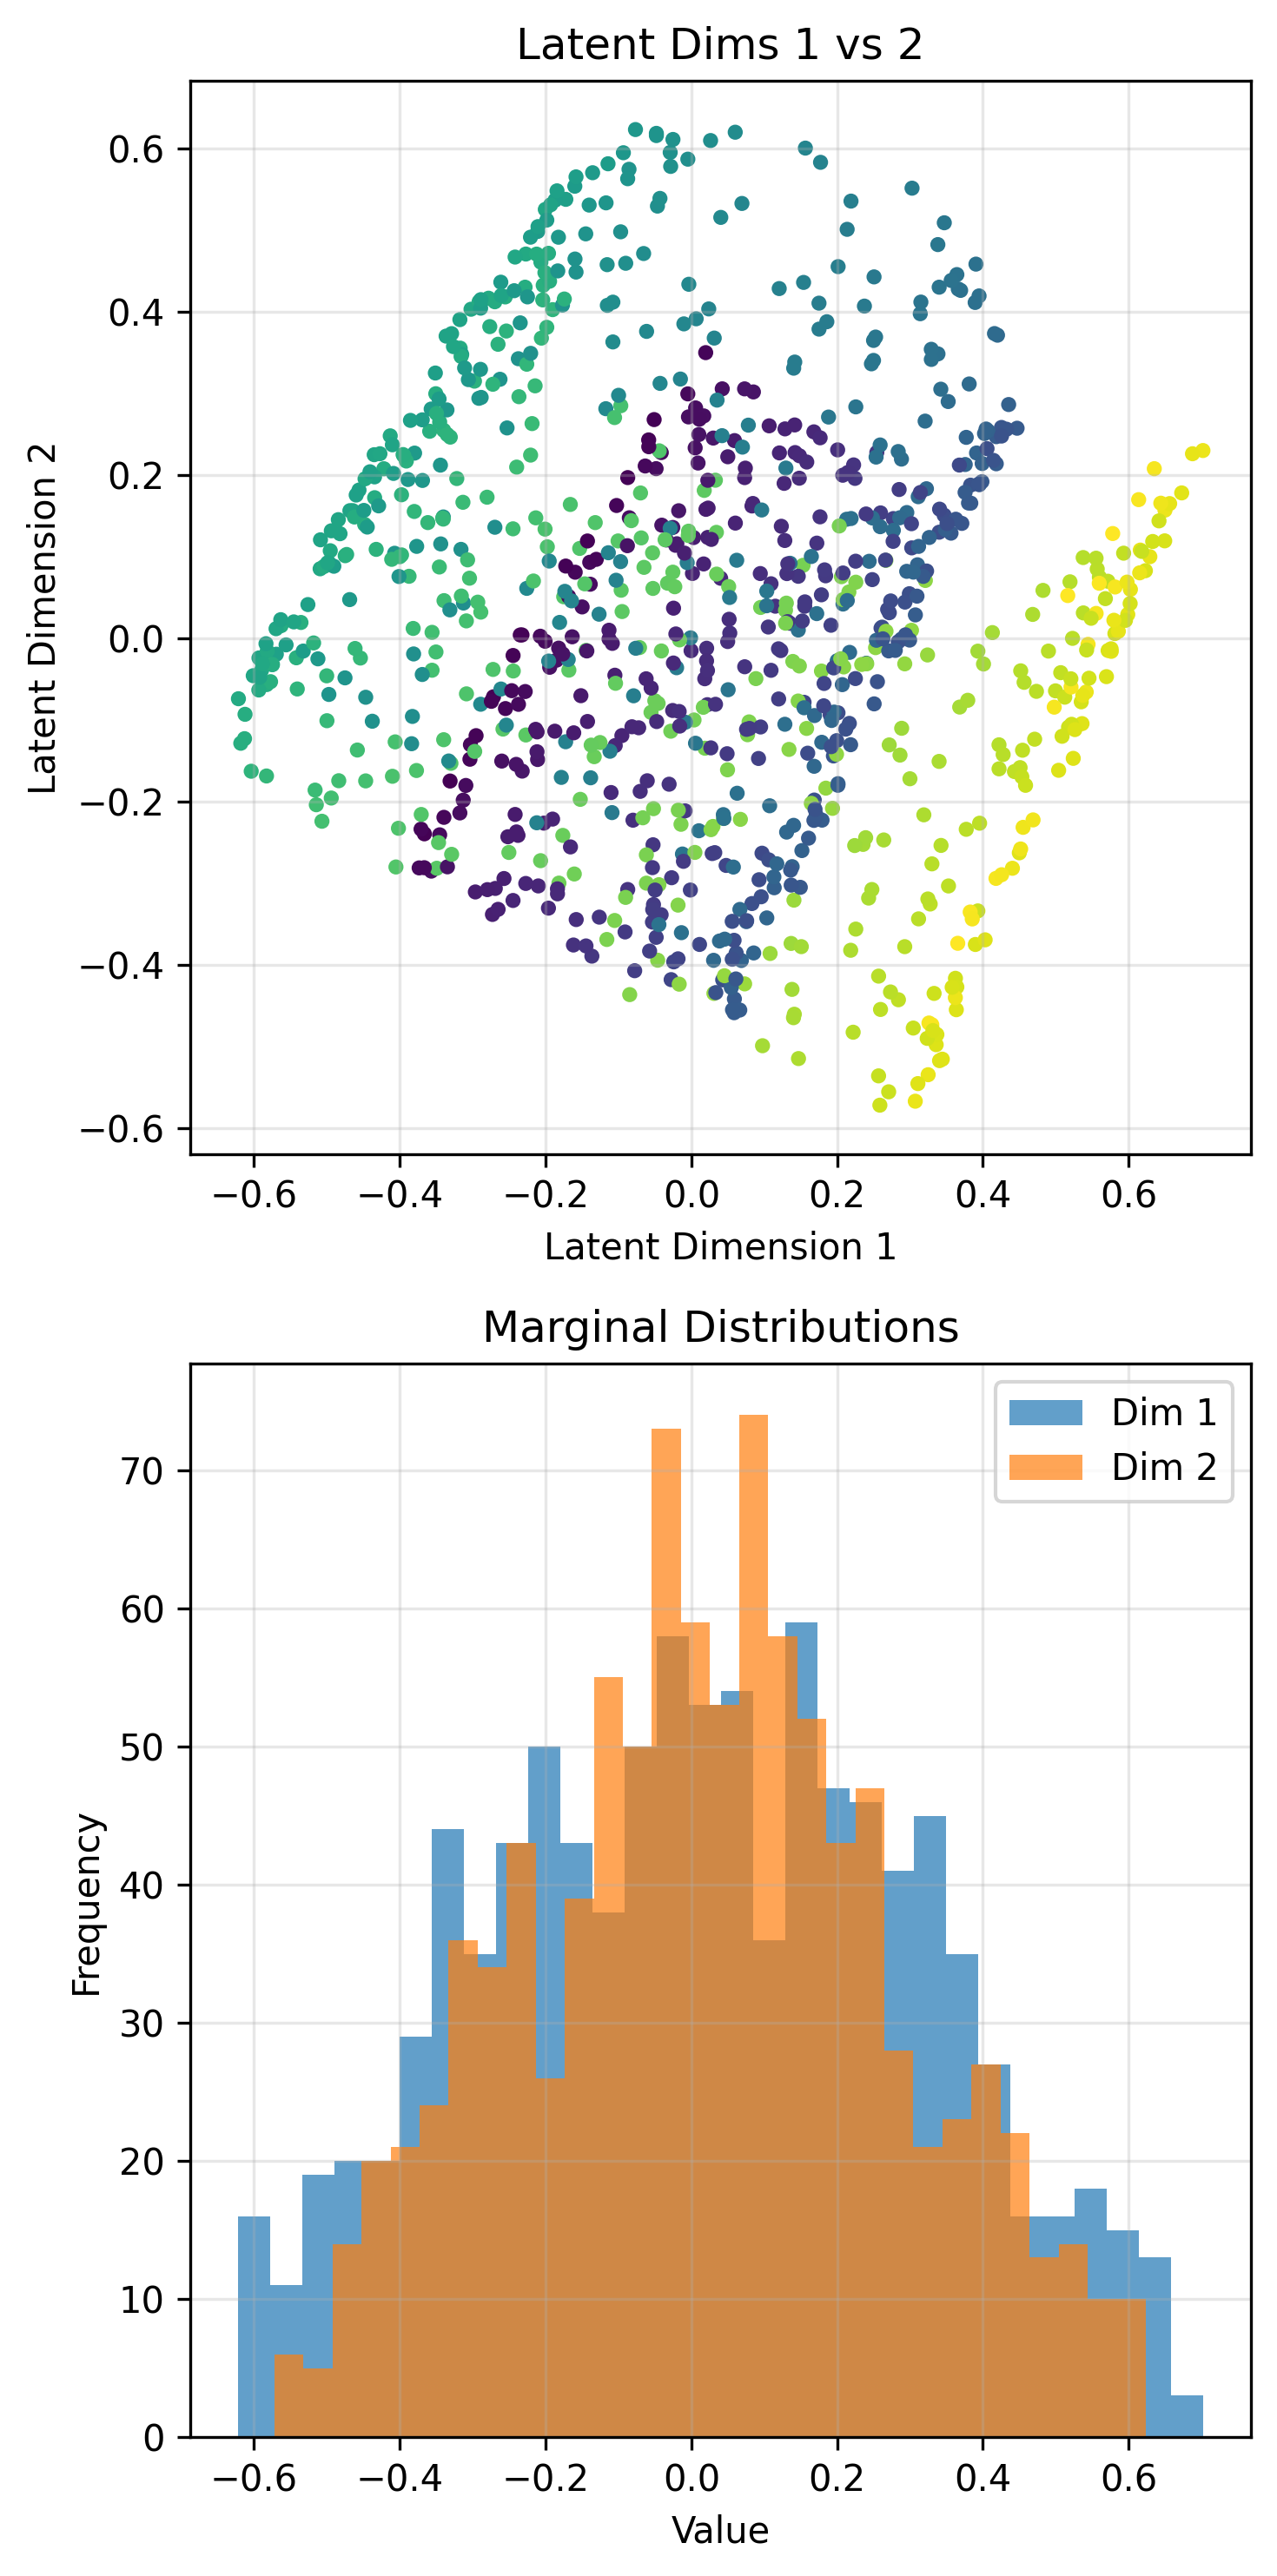 Latent Dims 1 vs 2
0.6
0.4
0.2
0.0
−0.2
−0.4
−0.6
Latent Dimension 2
−0.6 −0.4 −0.2 0.0 0.2 0.4 0.6
Latent Dimension 1
Marginal Distributions
Dim 1
Dim 2
70
60
50
40
30
20
10
0
Frequency
−0.6 −0.4 −0.2 0.0 0.2 0.4 0.6
Value